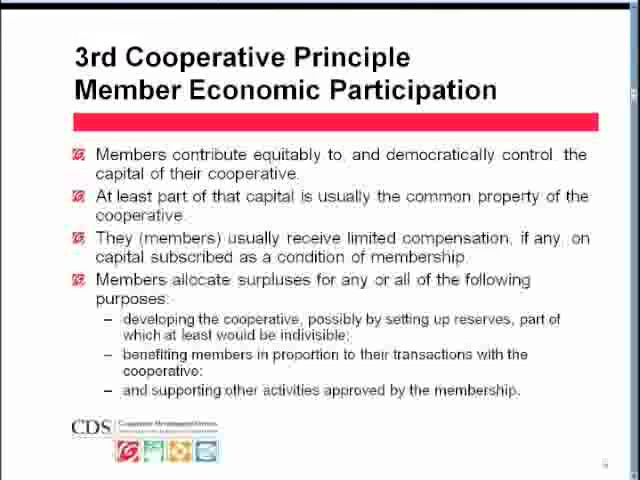 3rd Cooperative Principle
Member Economic Participation
Members contribute equitably to, and democratically control, the
capital of their cooperative.
At least part of that capital is usually the common property of the
cooperative.
They (members) usually receive limited compensation, if any, on
capital subscribed as a condition of membership.
Members allocate surpluses for any or all of the following
purposes:
– developing the cooperative, possibly by setting up reserves, part of
which at least would be indivisible;
– benefiting members in proportion to their transactions with the
cooperative;
– and supporting other activities approved by the membership.
CDS Cooperative Development Services